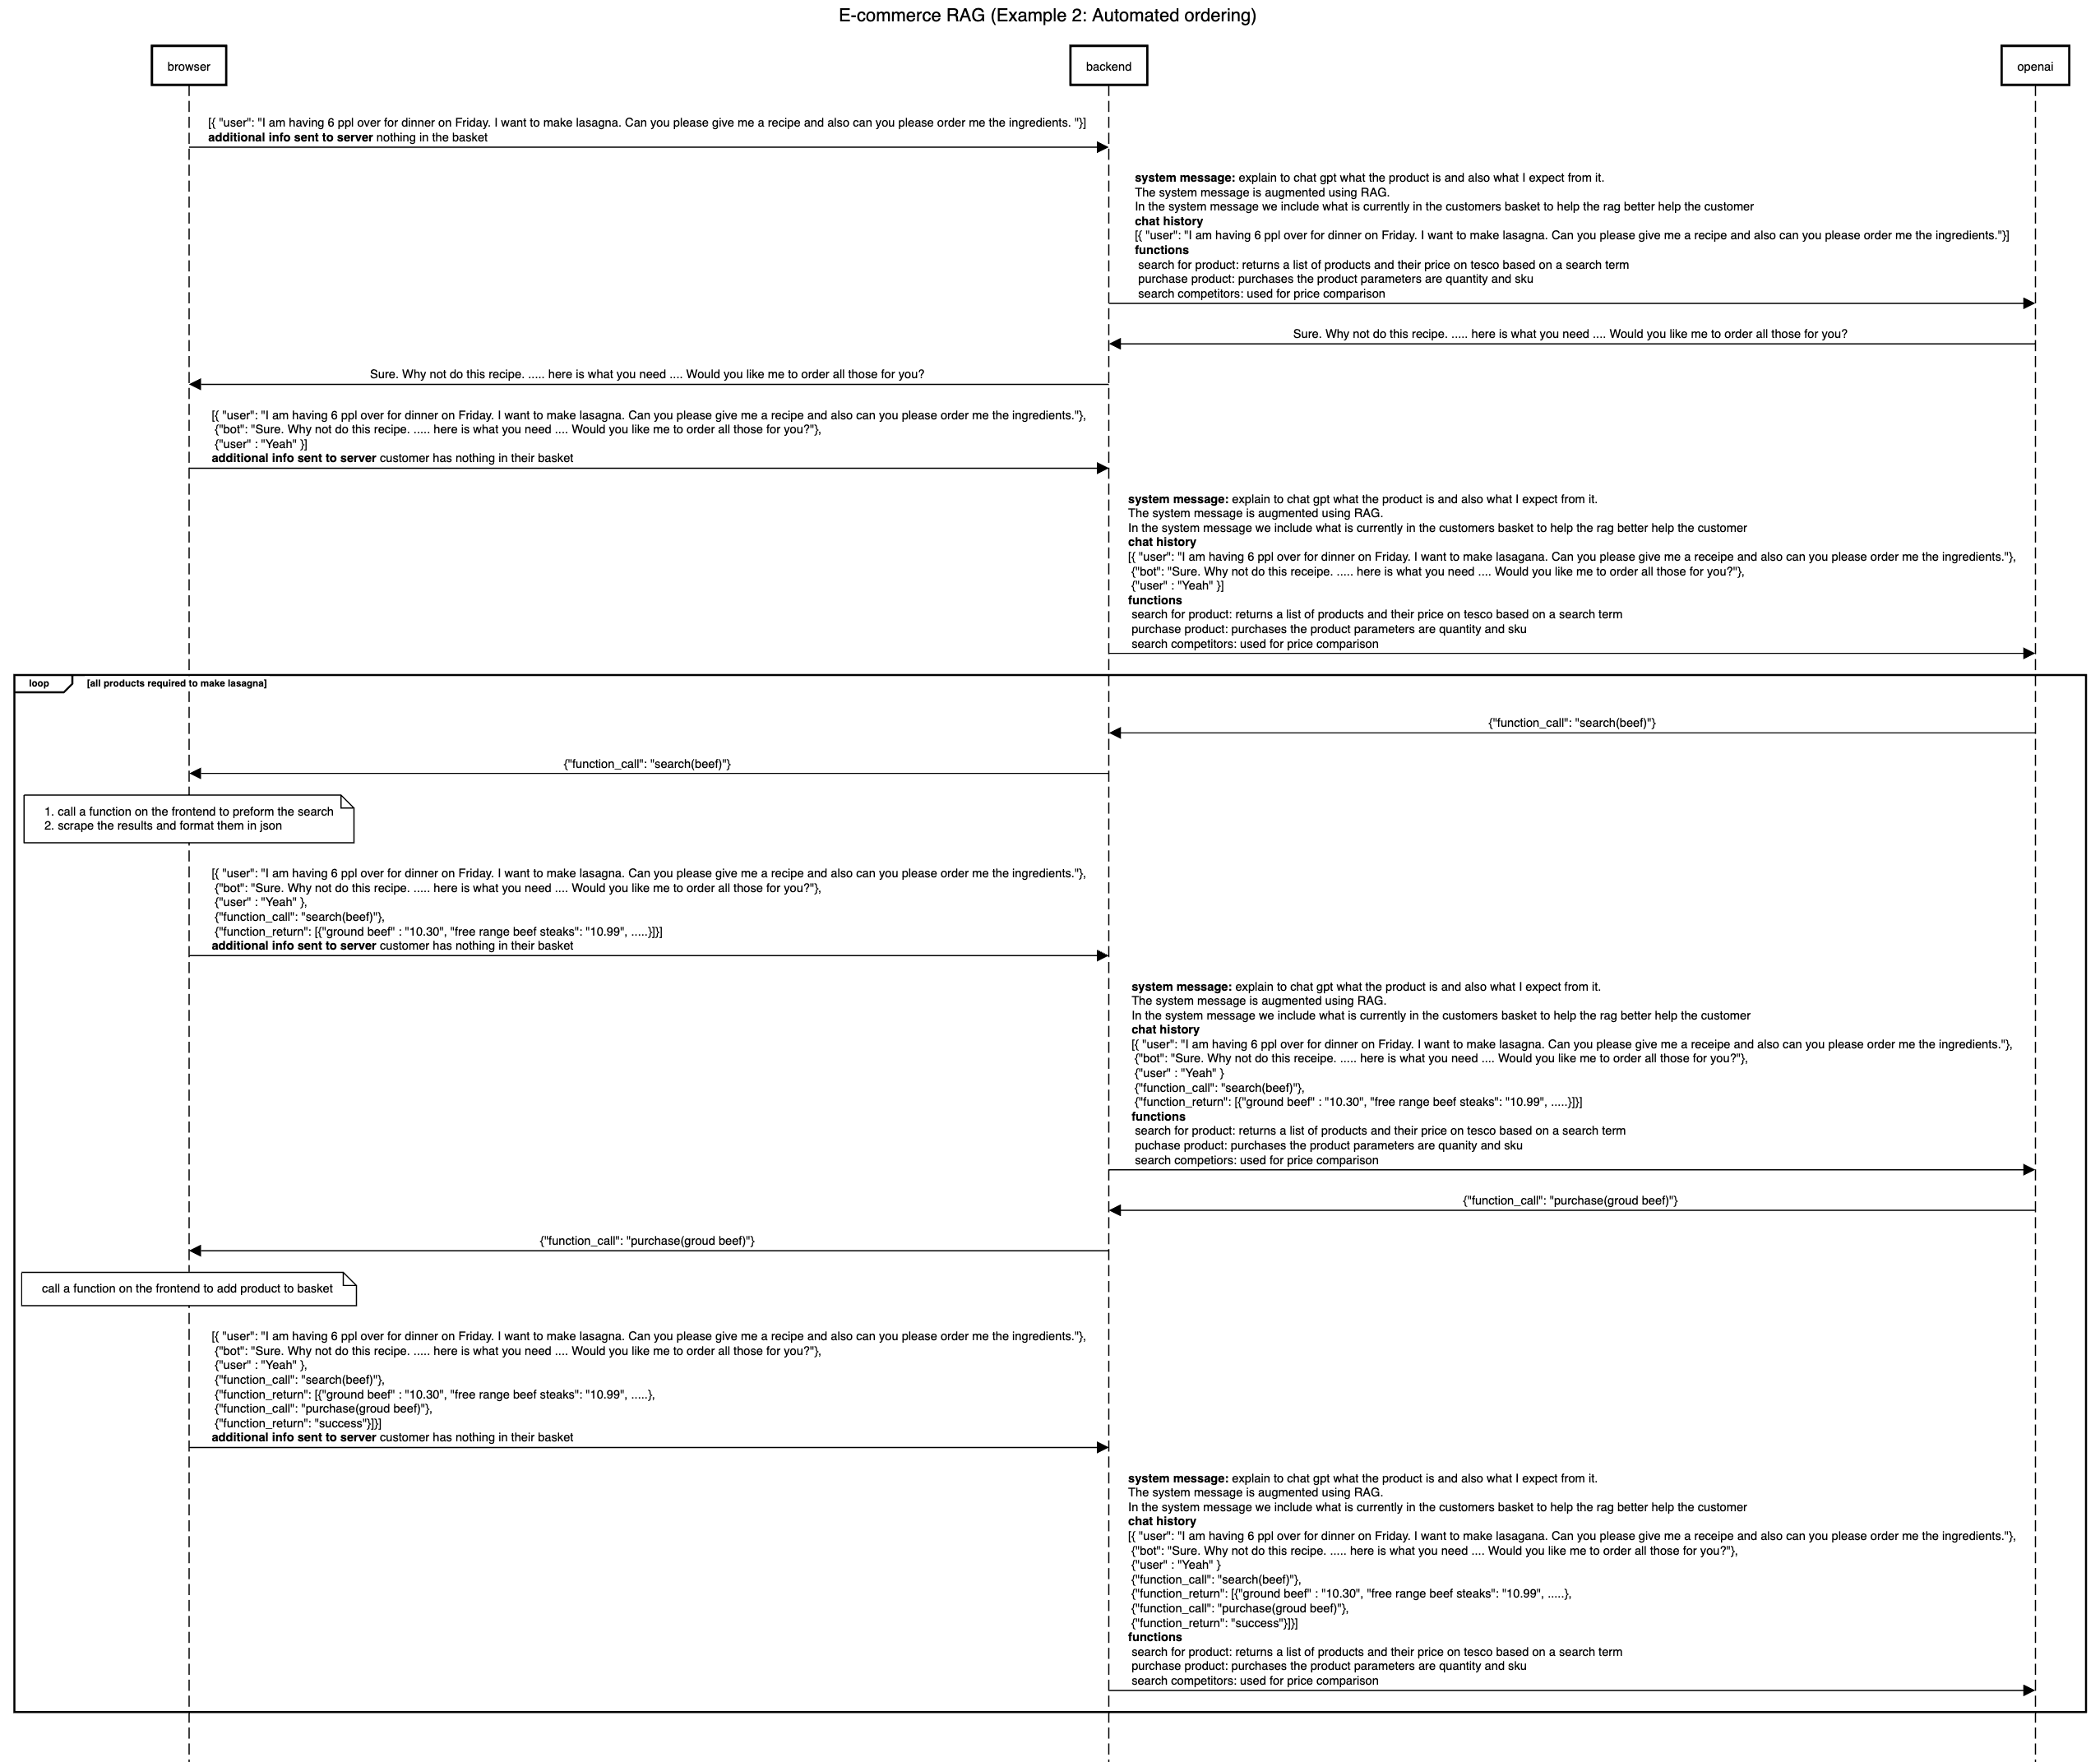 E-commerce RAG (Example 2: Automated ordering)
browser
backend
openai
[{ "user": "I am having 6 ppl over for dinner on Friday. I want to make lasagna. Can you please give me a recipe and also can you please order me the ingredients. "}]
additional info sent to server nothing in the basket
system message: explain to chat gpt what the product is and also what I expect from it.
The system message is augmented using RAG.
In the system message we include what is currently in the customers basket to help the rag better help the customer
chat history
[{ "user": "I am having 6 ppl over for dinner on Friday. I want to make lasagna. Can you please give me a recipe and also can you please order me the ingredients."}]
functions
search for product: returns a list of products and their price on tesco based on a search term
purchase product: purchases the product parameters are quantity and sku
search competitors: used for price comparison
Sure. Why not do this recipe. ..... here is what you need .... Would you like me to order all those for you?
Sure. Why not do this recipe. ..... here is what you need .... Would you like me to order all those for you?
[{ "user": "I am having 6 ppl over for dinner on Friday. I want to make lasagna. Can you please give me a recipe and also can you please order me the ingredients."},
{"bot": "Sure. Why not do this recipe. ..... here is what you need .... Would you like me to order all those for you?"},
{"user" : "Yeah" }]
additional info sent to server customer has nothing in their basket
system message: explain to chat gpt what the product is and also what I expect from it.
The system message is augmented using RAG.
In the system message we include what is currently in the customers basket to help the rag better help the customer
chat history
[{ "user": "I am having 6 ppl over for dinner on Friday. I want to make lasagana. Can you please give me a receipe and also can you please order me the ingredients."},
{"bot": "Sure. Why not do this receipe. ..... here is what you need .... Would you like me to order all those for you?"},
{"user" : "Yeah" }]
functions
search for product: returns a list of products and their price on tesco based on a search term
purchase product: purchases the product parameters are quantity and sku
search competitors: used for price comparison
loop [all products required to make lasagna]
{"function_call": "search(beef)"}
{"function_call": "search(beef)"}
1. call a function on the frontend to preform the search
2. scrape the results and format them in json
[{ "user": "I am having 6 ppl over for dinner on Friday. I want to make lasagna. Can you please give me a recipe and also can you please order me the ingredients."},
{"bot": "Sure. Why not do this recipe. ..... here is what you need .... Would you like me to order all those for you?"},
{"user" : "Yeah" },
{"function_call": "search(beef)"},
{"function_return": [{"ground beef" : "10.30", "free range beef steaks": "10.99", .....}]}]
additional info sent to server customer has nothing in their basket
system message: explain to chat gpt what the product is and also what I expect from it.
The system message is augmented using RAG.
In the system message we include what is currently in the customers basket to help the rag better help the customer
chat history
[{ "user": "I am having 6 ppl over for dinner on Friday. I want to make lasagna. Can you please give me a receipe and also can you please order me the ingredients."},
{"bot": "Sure. Why not do this receipe. ..... here is what you need .... Would you like me to order all those for you?"},
{"user" : "Yeah" }
{"function_call": "search(beef)"},
{"function_return": [{"ground beef" : "10.30", "free range beef steaks": "10.99", .....}]}]
functions
search for product: returns a list of products and their price on tesco based on a search term
puchase product: purchases the product parameters are quanity and sku
search competiors: used for price comparison
{"function_call": "purchase(groud beef)"}
{"function_call": "purchase(groud beef)"}
call a function on the frontend to add product to basket
[{ "user": "I am having 6 ppl over for dinner on Friday. I want to make lasagna. Can you please give me a recipe and also can you please order me the ingredients."},
{"bot": "Sure. Why not do this recipe. ..... here is what you need .... Would you like me to order all those for you?"},
{"user" : "Yeah" },
{"function_call": "search(beef)"},
{"function_return": [{"ground beef" : "10.30", "free range beef steaks": "10.99", .....},
{"function_call": "purchase(groud beef)"},
{"function_return": "success"}]}]
additional info sent to server customer has nothing in their basket
system message: explain to chat gpt what the product is and also what I expect from it.
The system message is augmented using RAG.
In the system message we include what is currently in the customers basket to help the rag better help the customer
chat history
[{ "user": "I am having 6 ppl over for dinner on Friday. I want to make lasagana. Can you please give me a receipe and also can you please order me the ingredients."},
{"bot": "Sure. Why not do this recipe. ..... here is what you need .... Would you like me to order all those for you?"},
{"user" : "Yeah" }
{"function_call": "search(beef)"},
{"function_return": [{"ground beef" : "10.30", "free range beef steaks": "10.99", .....},
{"function_call": "purchase(groud beef)"},
{"function_return": "success"}]}]
functions
search for product: returns a list of products and their price on tesco based on a search term
purchase product: purchases the product parameters are quantity and sku
search competitors: used for price comparison